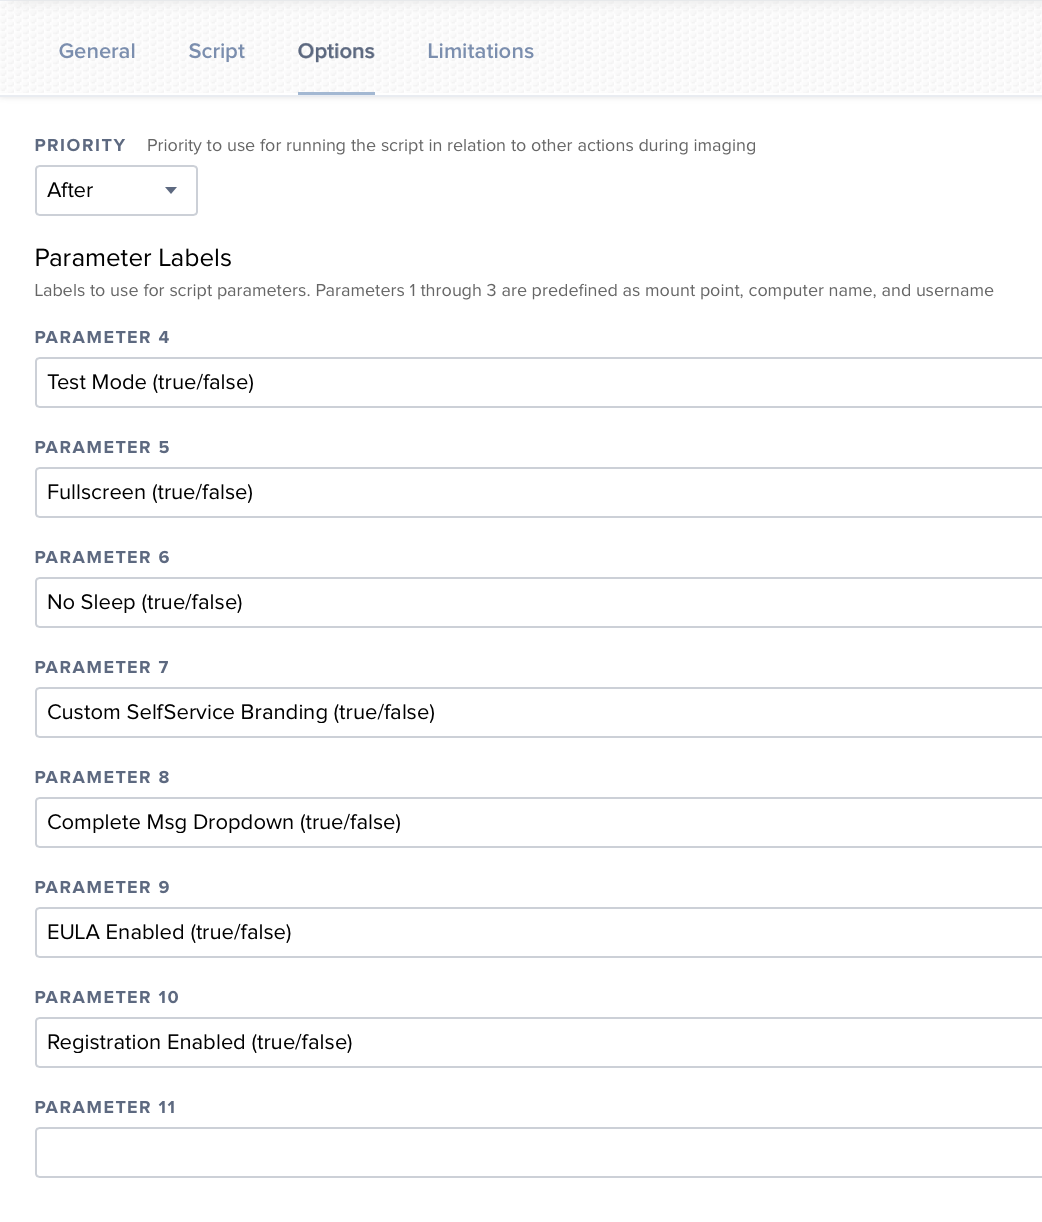 General Script Options Limitations
PRIORITY Priority to use for running the script in relation to other actions during imaging
After
Parameter Labels
Labels to use for script parameters. Parameters 1 through 3 are predefined as mount point, computer name, and username
PARAMETER 4
Test Mode (true/false)
PARAMETER 5
Fullscreen (true/false)
PARAMETER 6
No Sleep (true/false)
PARAMETER 7
Custom SelfService Branding (true/false)
PARAMETER 8
Complete Msg Dropdown (true/false)
PARAMETER 9
EULA Enabled (true/false)
PARAMETER 10
Registration Enabled (true/false)
PARAMETER 11